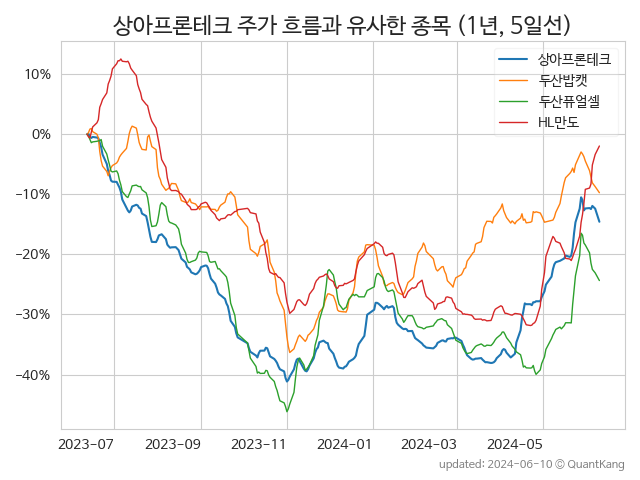 상아프론테크 주가 흐름과 유사한 종목 (1년, 5일선)
상아프론테크
두산밥캣
두산퓨얼셀
HL만도
10%
0%
−10%
−20%
−30%
−40%
2023-07 2023-09 2023-11 2024-01 2024-03 2024-05
updated: 2024-06-10 © QuantKang